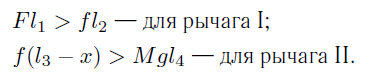 Fl₁ > fl₂ — для рычага I;
f(l₃ − x) > Mgl₄ — для рычага II.